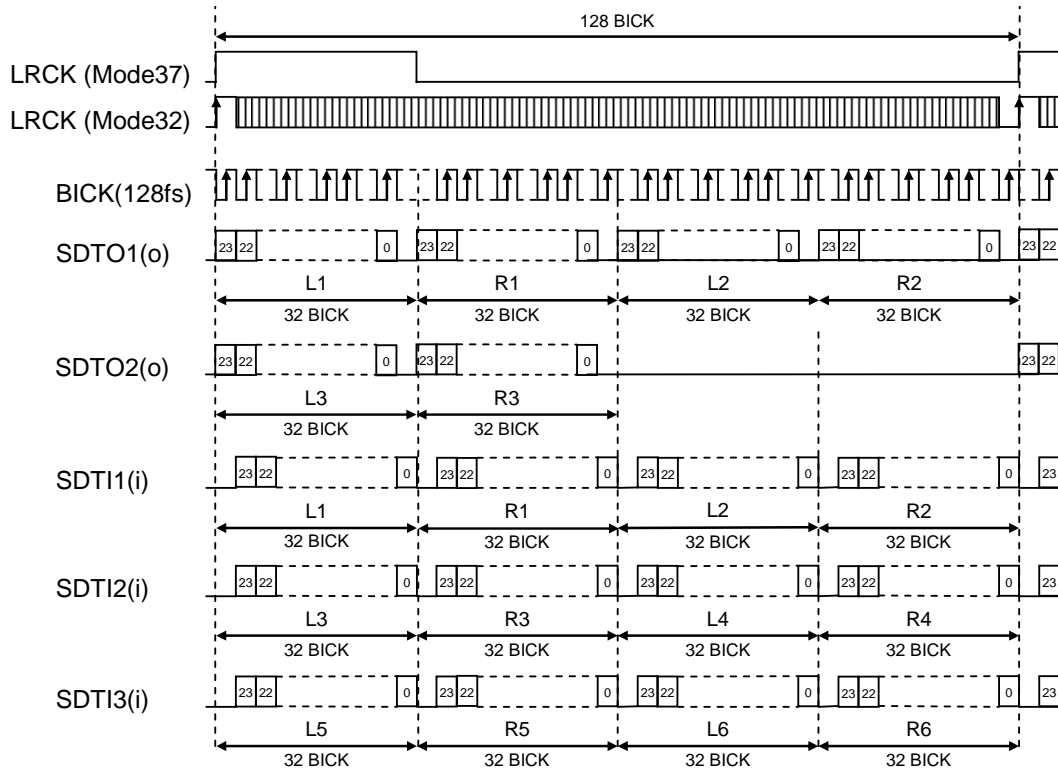 128 BICK
LRCK (Mode37)
LRCK (Mode32)
BICK(128fs)
SDTO1(o) 23 22 0 23 22 0 23 22 0 23 22 0 23 22
L1 R1 L2 R2
32 BICK 32 BICK 32 BICK 32 BICK
SDTO2(o) 23 22 0 23 22 0 23 22
L3 R3
32 BICK 32 BICK
SDTI1(i) 23 22 0 23 22 0 23 22 0 23 22 0 23
L1 R1 L2 R2
32 BICK 32 BICK 32 BICK 32 BICK
SDTI2(i) 23 22 0 23 22 0 23 22 0 23 22 0 23
L3 R3 L4 R4
32 BICK 32 BICK 32 BICK 32 BICK
SDTI3(i) 23 22 0 23 22 0 23 22 0 23 22 0 23
L5 R5 L6 R6
32 BICK 32 BICK 32 BICK 32 BICK